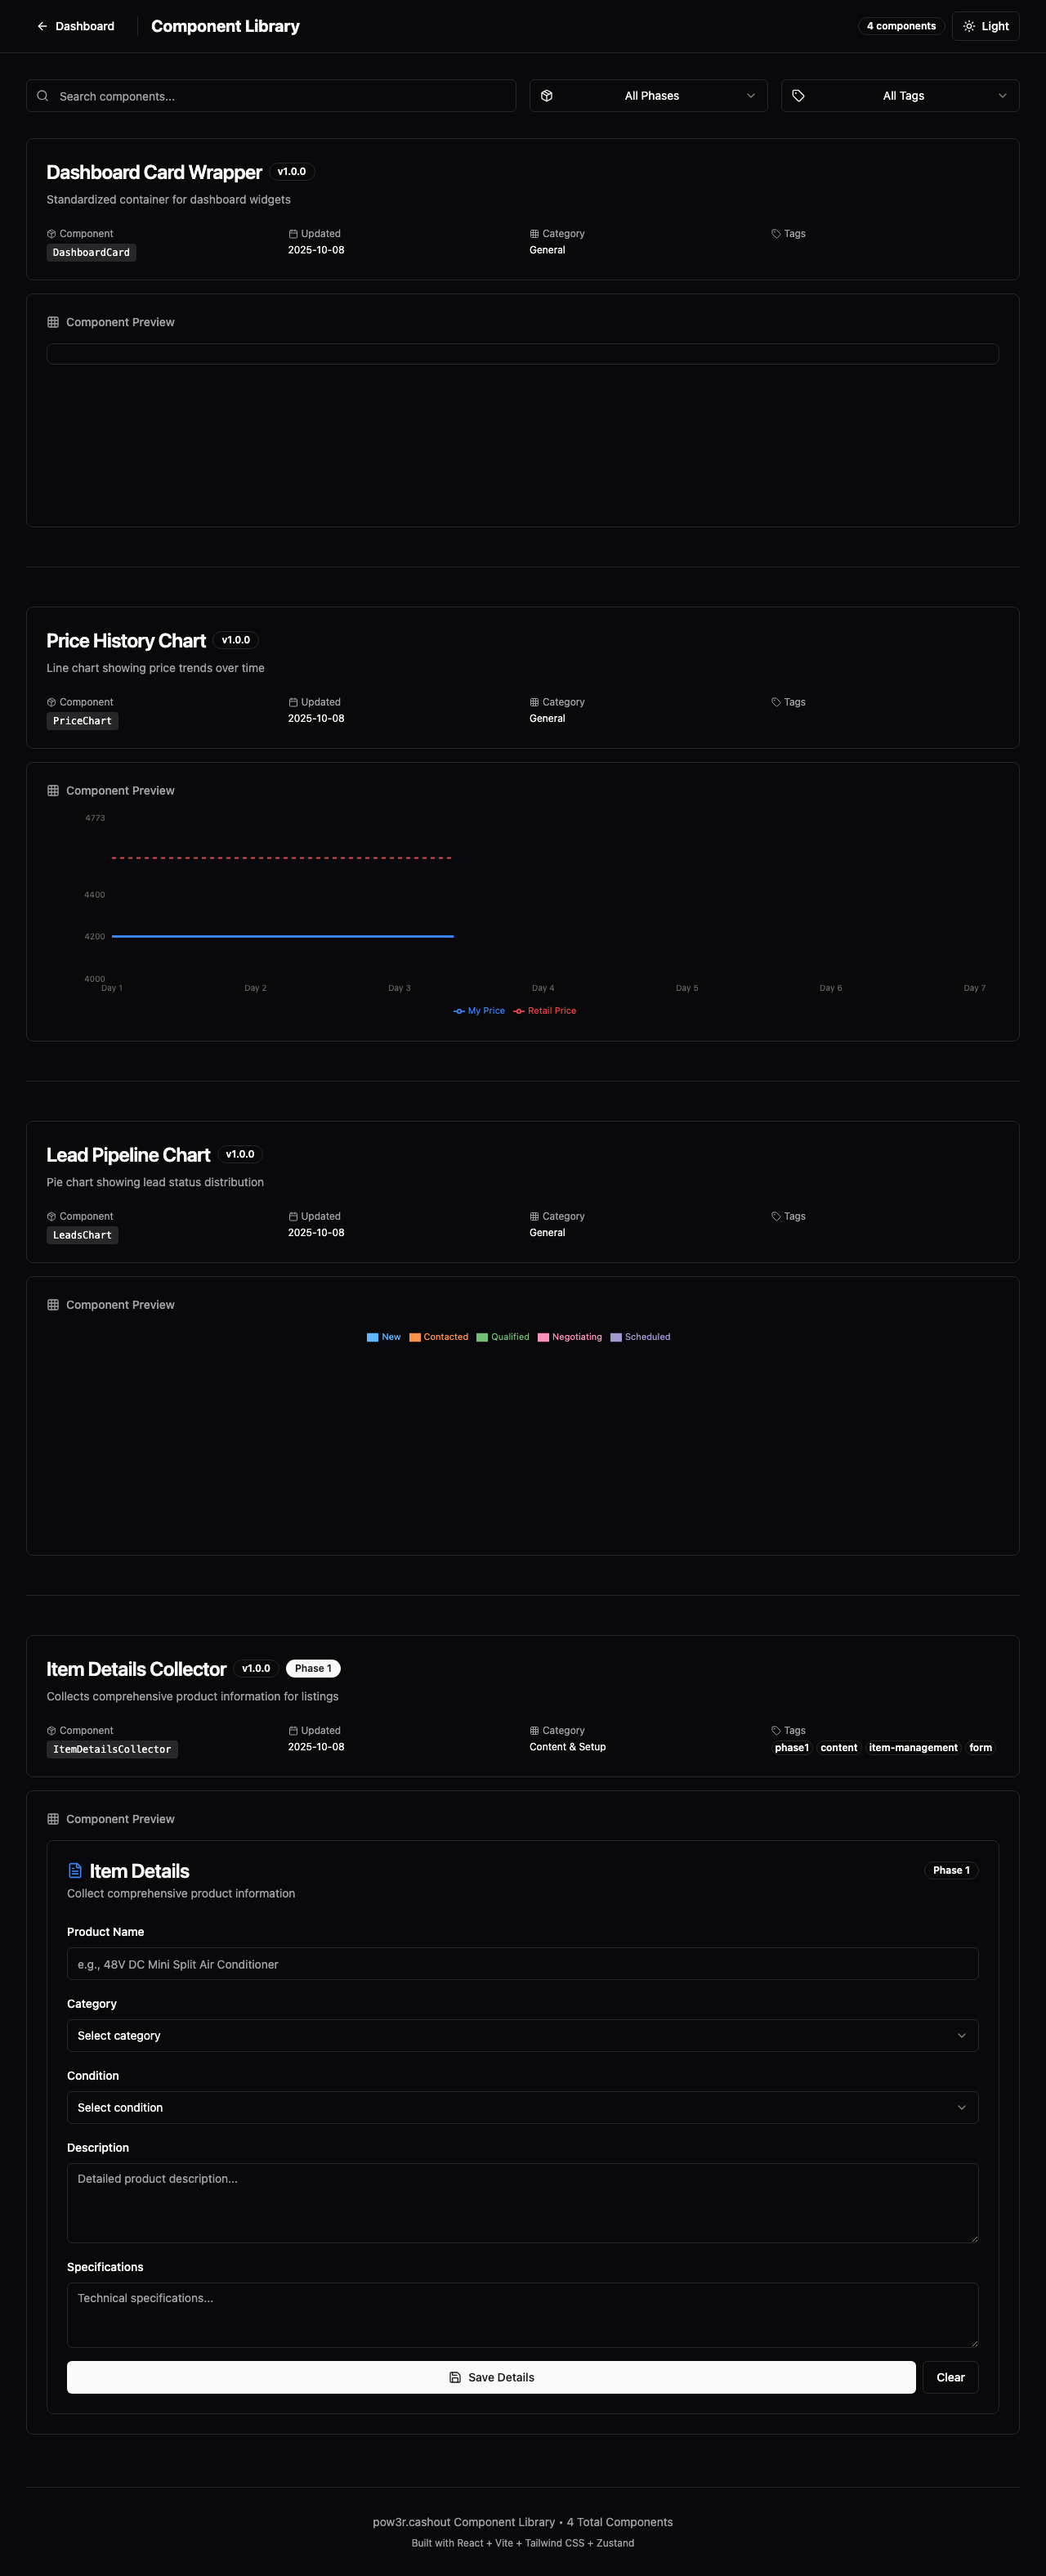 Dashboard
Component Library
4 components
Light
Search components...
All Phases
All Tags
Dashboard Card Wrapper
v1.0.0
Standardized container for dashboard widgets
Component
Updated
Category
Tags
DashboardCard
2025-10-08
General
Component Preview
Price History Chart
v1.0.0
Line chart showing price trends over time
Component
Updated
Category
Tags
PriceChart
2025-10-08
General
Component Preview
4773
4400
4200
4000
Day 1
Day 2
Day 3
Day 4
Day 5
Day 6
Day 7
My Price
Retail Price
Lead Pipeline Chart
v1.0.0
Pie chart showing lead status distribution
Component
Updated
Category
Tags
LeadsChart
2025-10-08
General
Component Preview
New
Contacted
Qualified
Negotiating
Scheduled
Item Details Collector
v1.0.0
Phase 1
Collects comprehensive product information for listings
Component
Updated
Category
Tags
ItemDetailsCollector
2025-10-08
Content & Setup
phase1
content
item-management
form
Component Preview
Item Details
Phase 1
Collect comprehensive product information
Product Name
e.g., 48V DC Mini Split Air Conditioner
Category
Select category
Condition
Select condition
Description
Detailed product description...
Specifications
Technical specifications...
Save Details
Clear
pow3r.cashout Component Library • 4 Total Components
Built with React + Vite + Tailwind CSS + Zustand